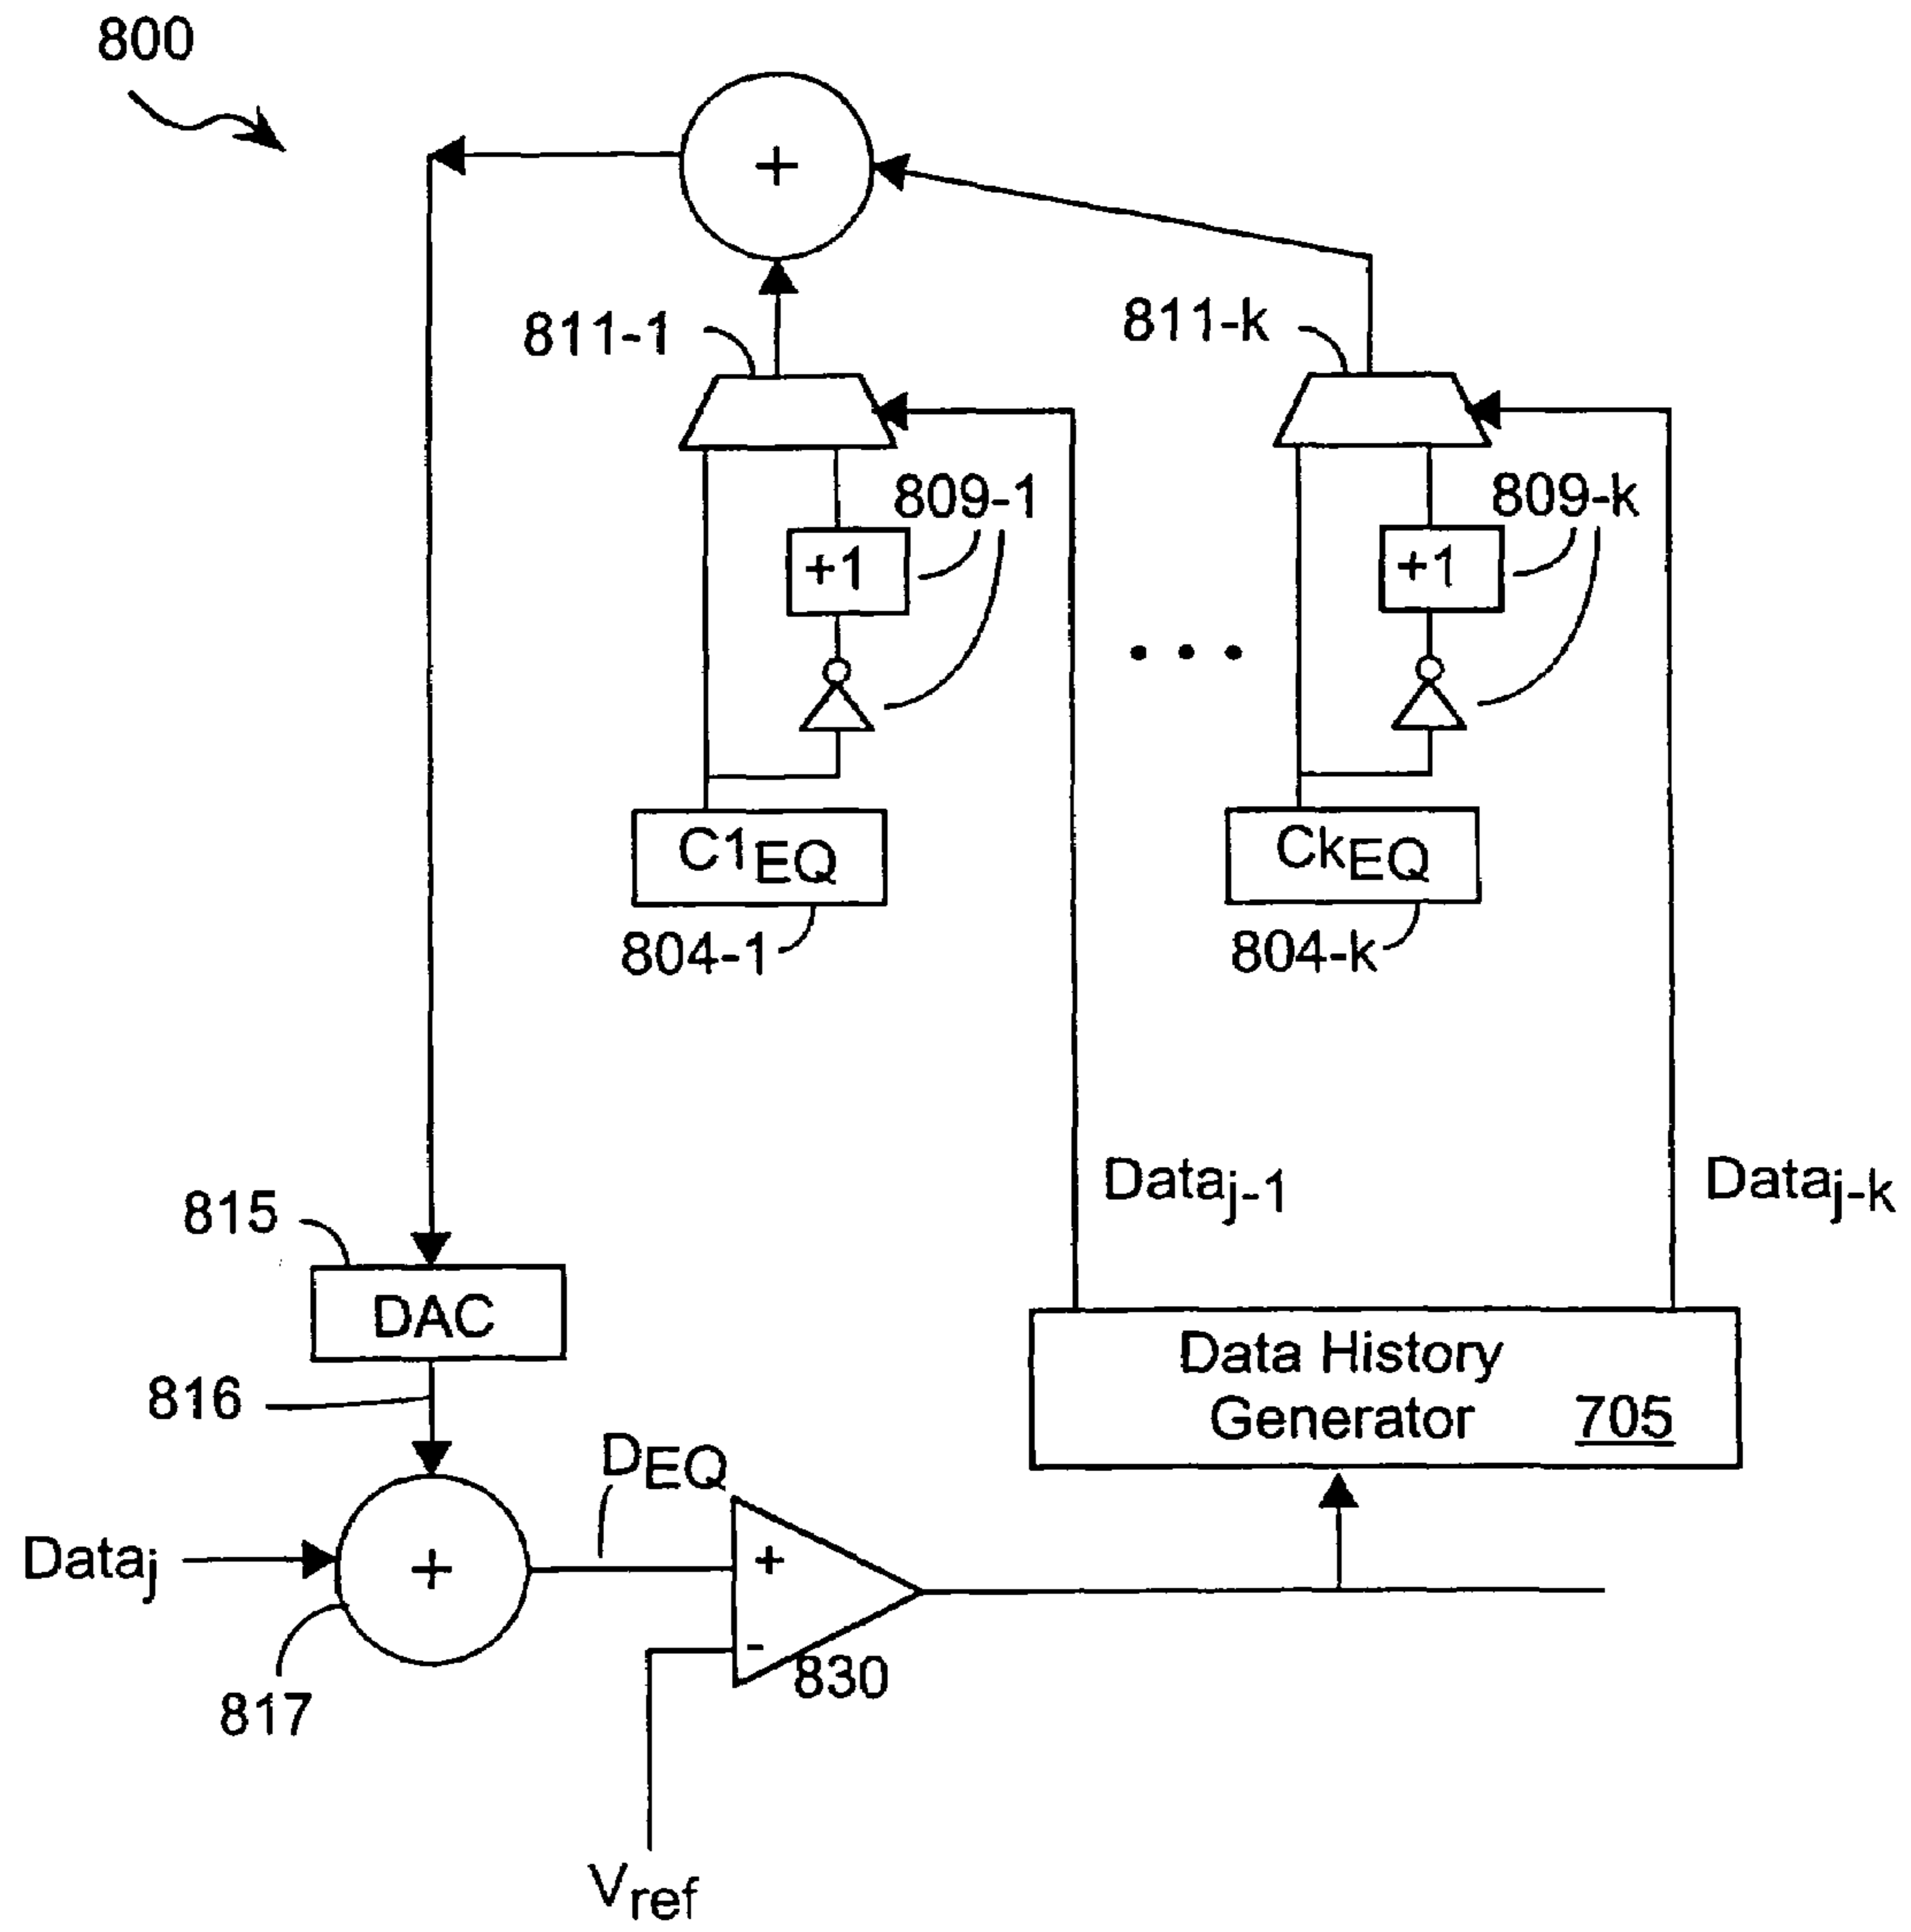 800
+
811-1
811-k
809-1
809-k
+1
+1
C1EQ
CkEQ
804-1
804-k
Dataj-1
Dataj-k
815
DAC
Data History
Generator 705
816
DEQ
Dataj
+
+
-
830
817
Vref